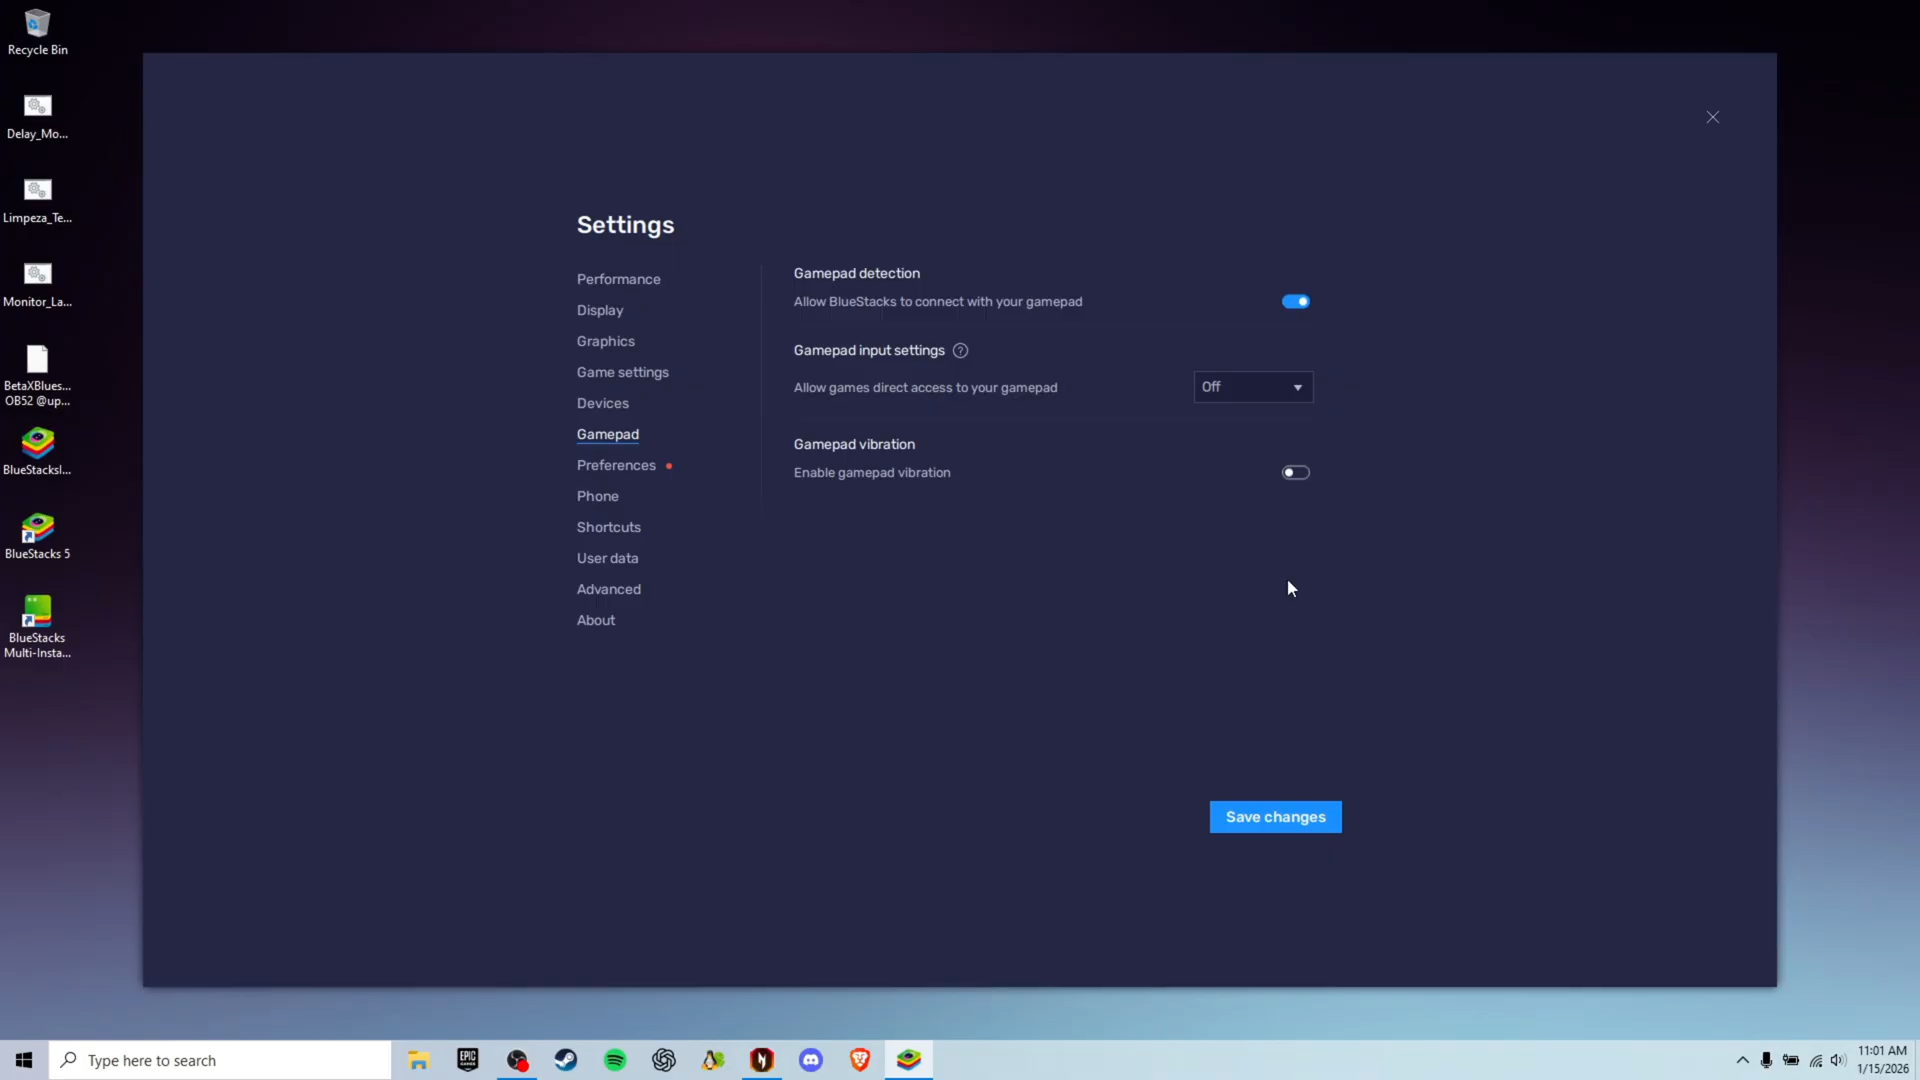 Recycle Bin
Delay_Mo...
Limpeza_Te...
Monitor_La...
BetaXBlues...
OB52 @up...
BlueStacksI...
BlueStacks 5
BlueStacks
Multi-Insta...
Settings
Performance
Display
Graphics
Game settings
Devices
Gamepad
Preferences
Phone
Shortcuts
User data
Advanced
About
Gamepad detection
Allow BlueStacks to connect with your gamepad
Gamepad input settings ?
Allow games direct access to your gamepad
Off
Gamepad vibration
Enable gamepad vibration
Save changes
Type here to search
EPIC
GAMES
11:01 AM
1/15/2026